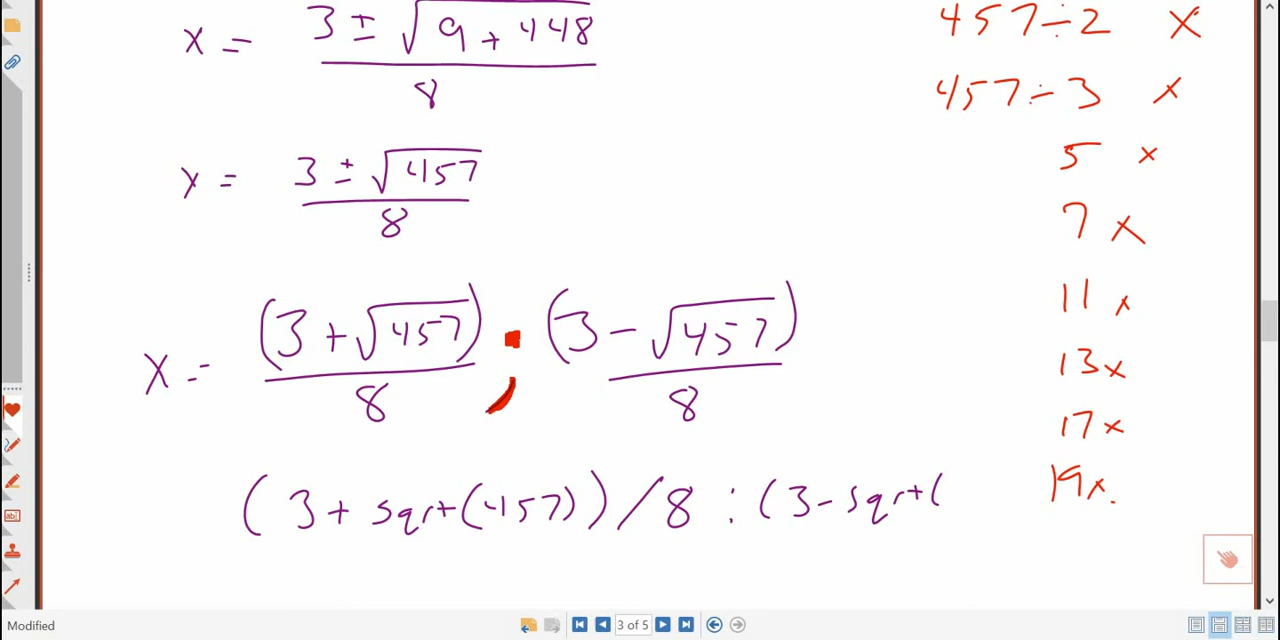 x = 3 ± √9 + 448 / 8
457 ÷ 2 x
457 ÷ 3 x
x = 3 ± √457 / 8
5 x
7 x
11 x
x = (3 + √457) / 8 ; (3 - √457) / 8
13 x
17 x
(3 + sqrt(457)) / 8 : (3 - sqrt(
19 x.
Modified
3 of 5